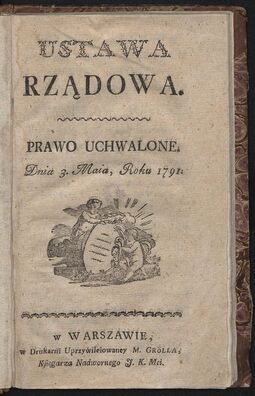 USTAWA
RZĄDOWA.
PRAWO UCHWALONE.
Dnia 3. Maia, Roku 1791.
w WARSZAWIE,
w Drukarni Uprzywileiowaney M. GRÖLLA,
Księgarza Nadwornego J. K. Mci.